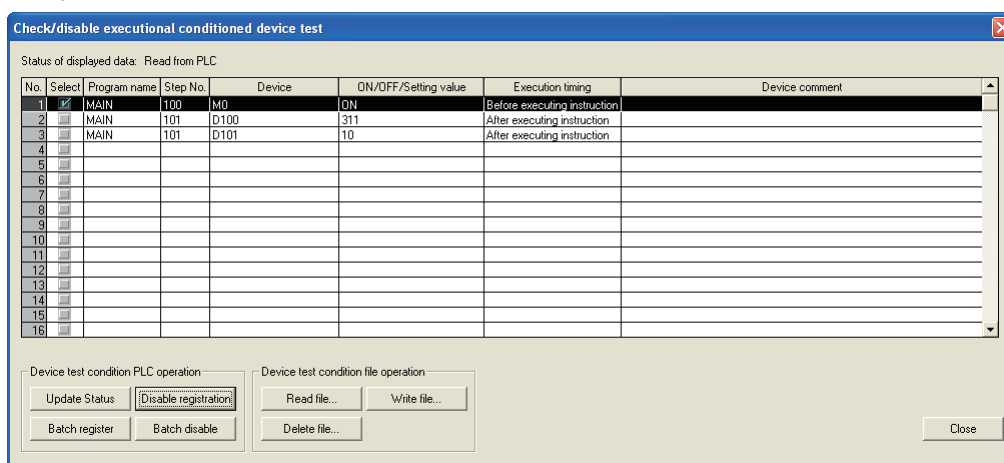 Check/disable executional conditioned device test
Status of displayed data: Read from PLC
No. Select Program name Step No. Device ON/OFF/Setting value Execution timing Device comment
1 MAIN 100 M0 ON Before executing instruction
2 MAIN 101 D100 311 After executing instruction
3 MAIN 101 D101 10 After executing instruction
4
5
6
7
8
9
10
11
12
13
14
15
16
Device test condition PLC operation Device test condition file operation
Update Status Disable registration Read file... Write file...
Batch register Batch disable Delete file... Close